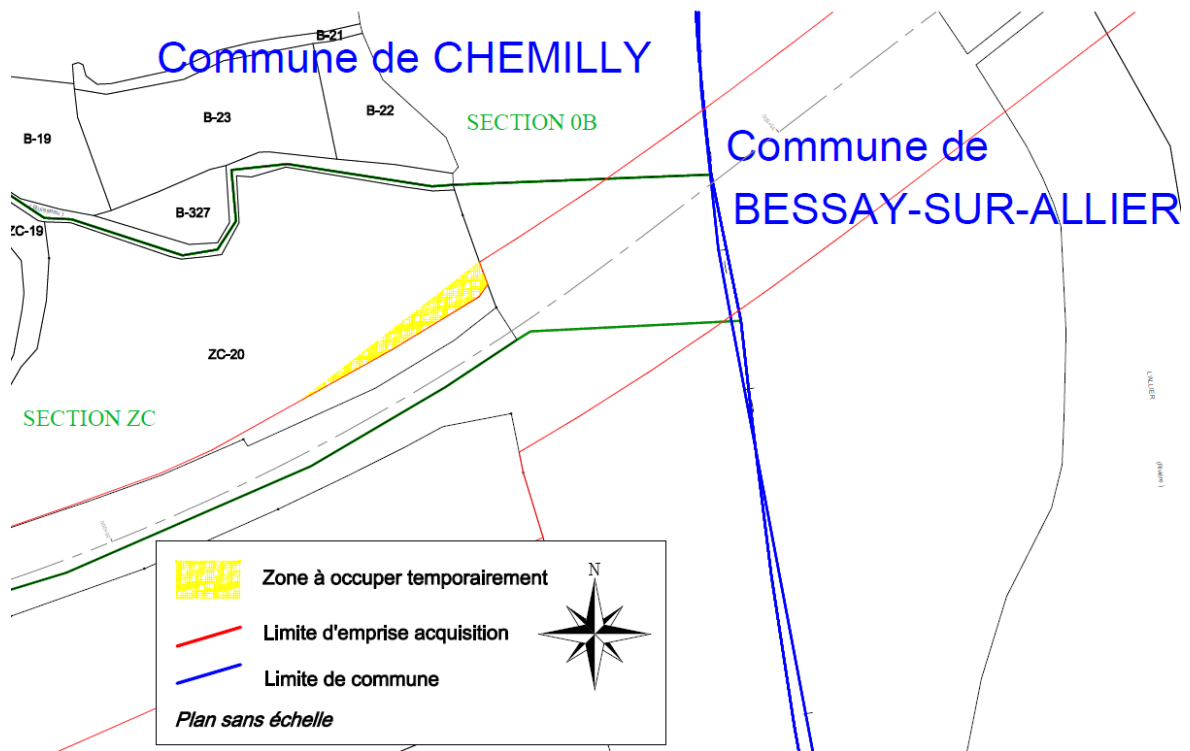 B-21
Commune de CHEMILLY
B-23
B-22
B-19
SECTION 0B
Commune de
BESSAY-SUR-ALLIER
B-327
ZC-19
ZC-20
SECTION ZC
L'ALLIER
(Rivière)
Zone à occuper temporairement
N
Limite d'emprise acquisition
Limite de commune
Plan sans échelle